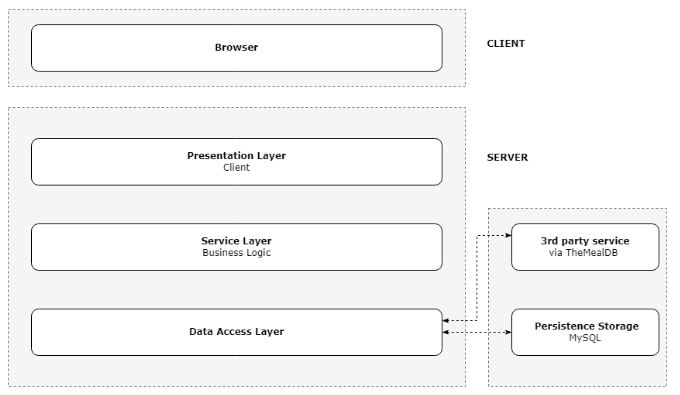 Browser
CLIENT
Presentation Layer
Client
SERVER
Service Layer
Business Logic
3rd party service
via TheMealDB
Data Access Layer
Persistence Storage
MySQL